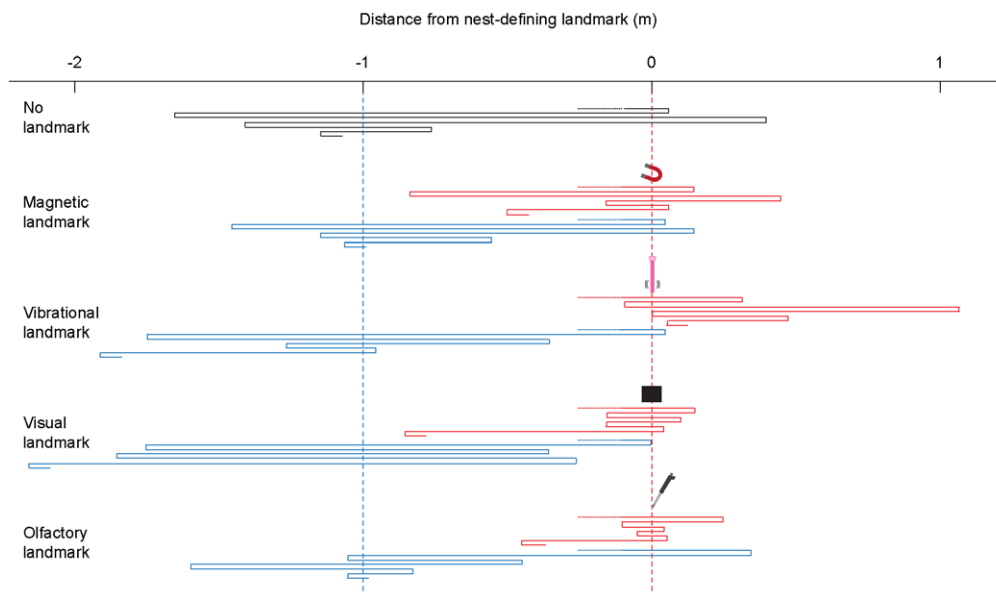 Distance from nest-defining landmark (m)
-2 -1 0 1
No
landmark
Magnetic
landmark
Vibrational
landmark
Visual
landmark
Olfactory
landmark